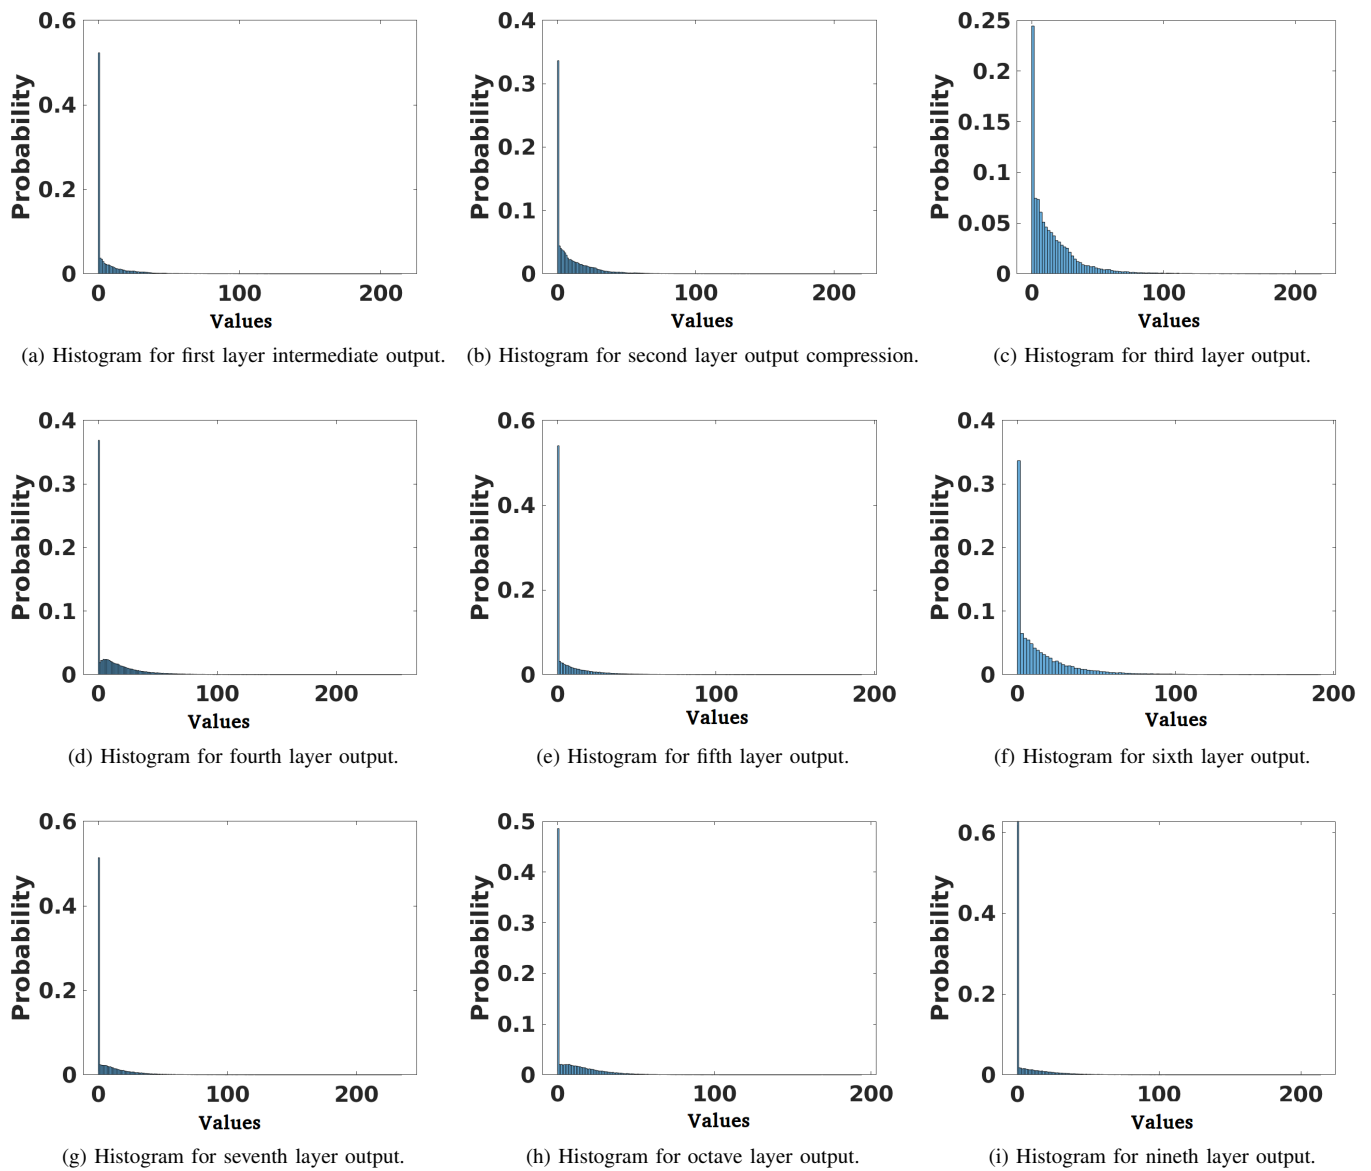 0.6
0.4
0.2
0
Probability
0 100 200
Values
(a) Histogram for first layer intermediate output.
0.4
0.3
0.2
0.1
0
Probability
0 100 200
Values
(b) Histogram for second layer output compression.
0.25
0.2
0.15
0.1
0.05
0
Probability
0 100 200
Values
(c) Histogram for third layer output.
0.4
0.3
0.2
0.1
0
Probability
0 100 200
Values
(d) Histogram for fourth layer output.
0.6
0.4
0.2
0
Probability
0 100 200
Values
(e) Histogram for fifth layer output.
0.4
0.3
0.2
0.1
0
Probability
0 100 200
Values
(f) Histogram for sixth layer output.
0.6
0.4
0.2
0
Probability
0 100 200
Values
(g) Histogram for seventh layer output.
0.5
0.4
0.3
0.2
0.1
0
Probability
0 100 200
Values
(h) Histogram for octave layer output.
0.6
0.4
0.2
0
Probability
0 100 200
Values
(i) Histogram for nineth layer output.